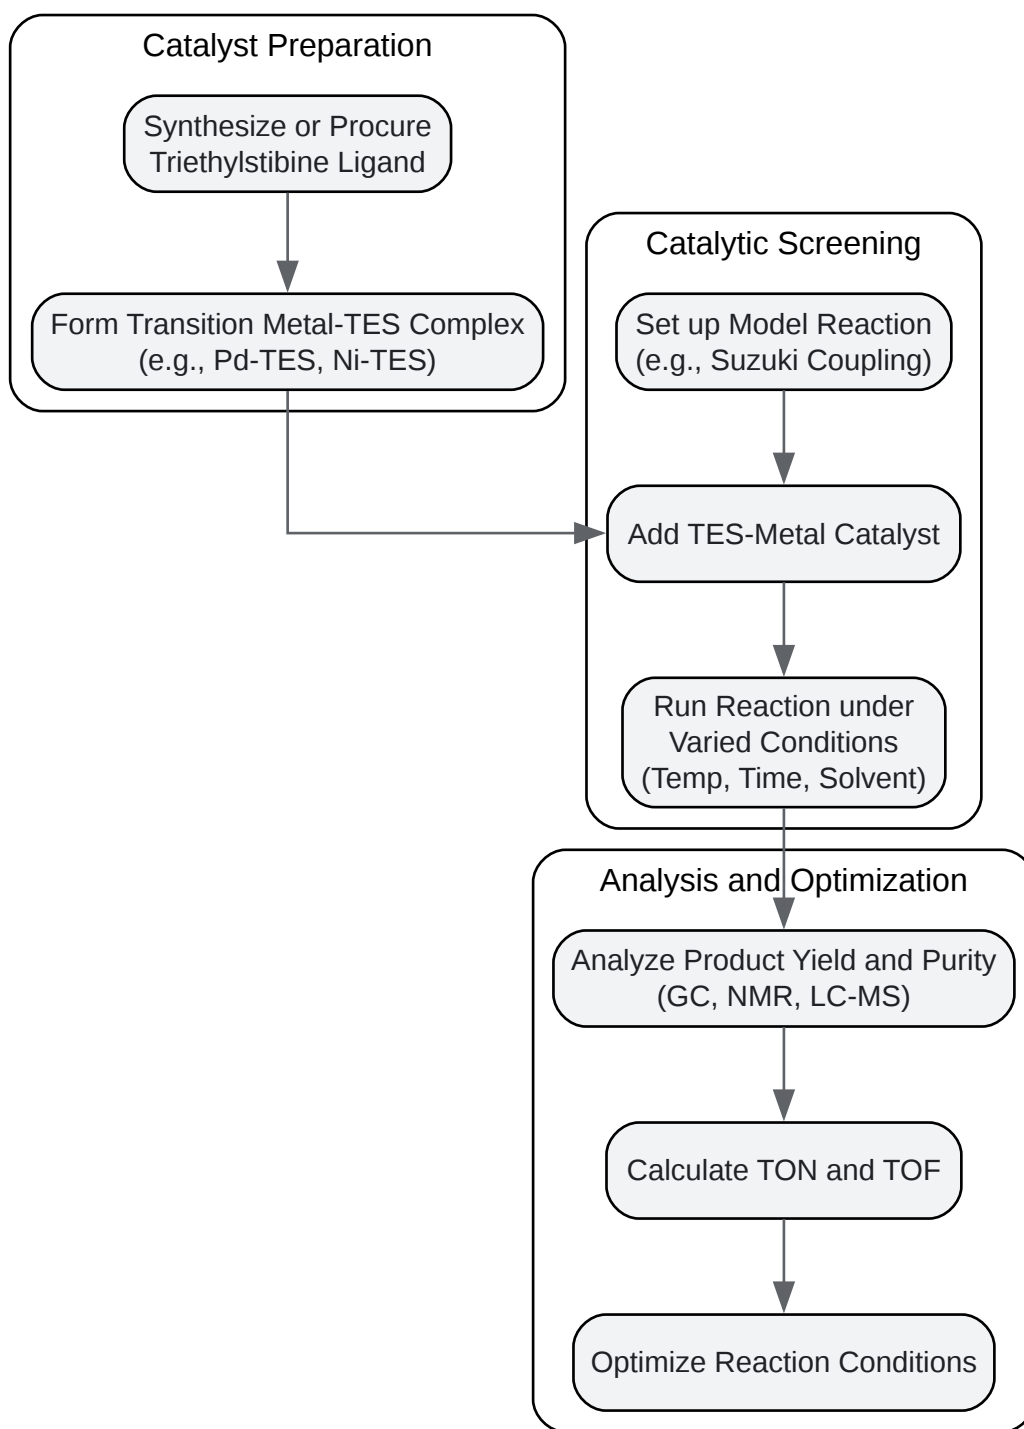 Catalyst Preparation
Synthesize or Procure
Triethylstibine Ligand
Form Transition Metal-TES Complex
(e.g., Pd-TES, Ni-TES)
Catalytic Screening
Set up Model Reaction
(e.g., Suzuki Coupling)
Add TES-Metal Catalyst
Run Reaction under
Varied Conditions
(Temp, Time, Solvent)
Analysis and Optimization
Analyze Product Yield and Purity
(GC, NMR, LC-MS)
Calculate TON and TOF
Optimize Reaction Conditions